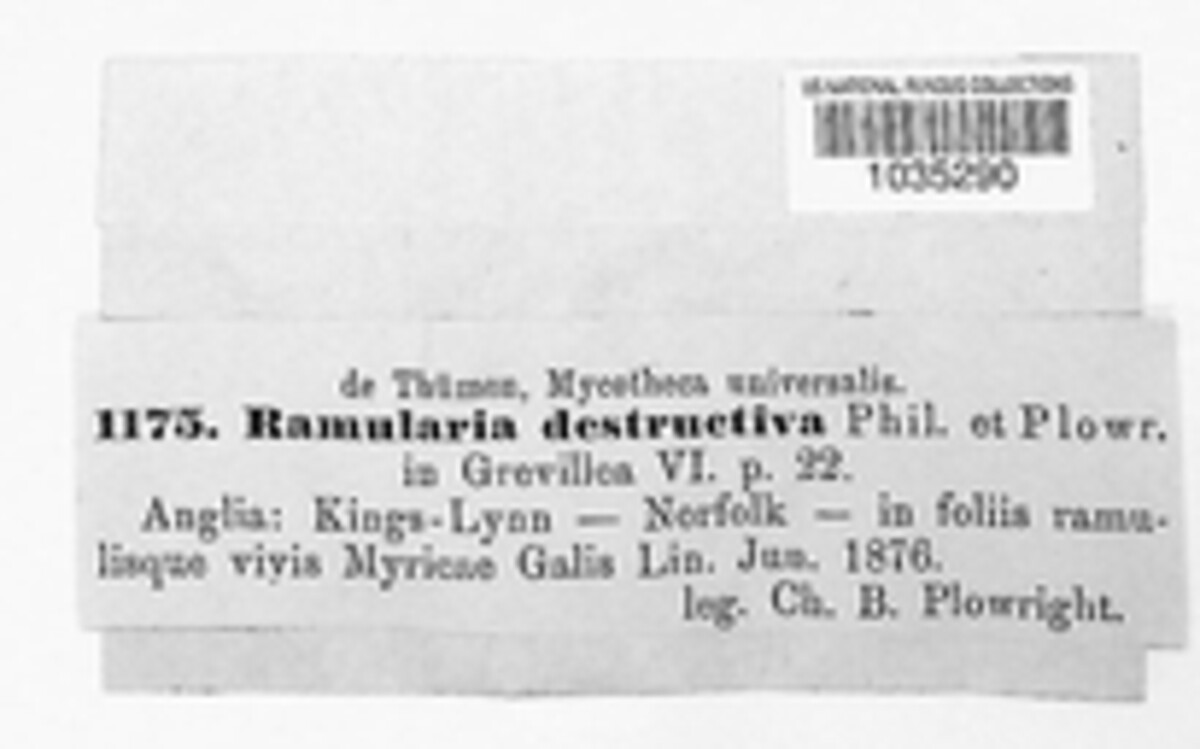 US NATIONAL FUNGUS COLLECTIONS
1035290
de Thümen, Mycotheca universalis.
1175. Ramularia destructiva Phil. et Plowr.
in Grevillea VI. p. 22.
Anglia: Kings-Lynn — Norfolk — in foliis ramu-
lisque vivis Myricae Galis Lin. Jun. 1876.
leg. Ch. B. Plowright.